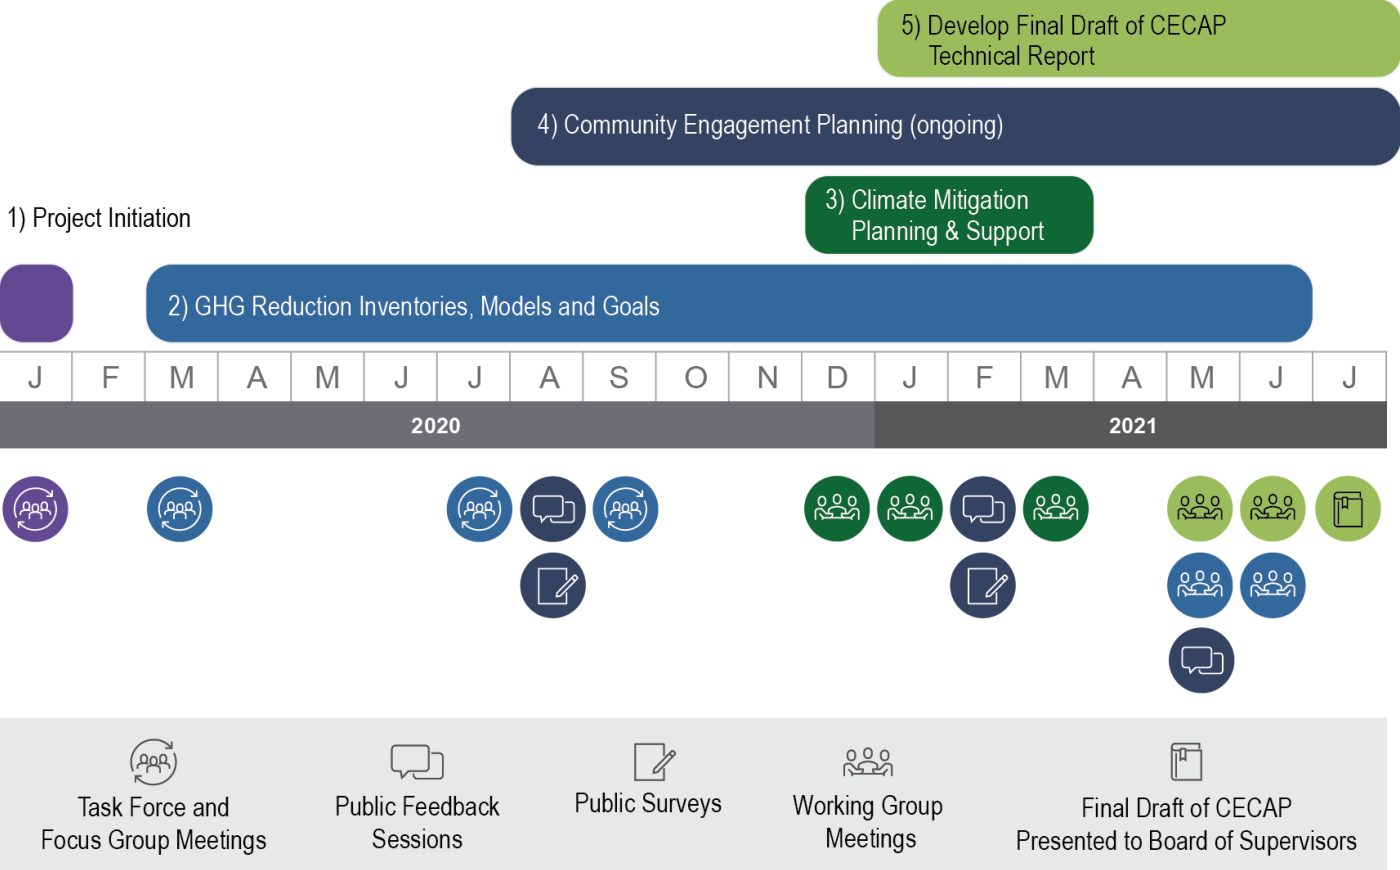 5) Develop Final Draft of CECAP
Technical Report
4) Community Engagement Planning (ongoing)
3) Climate Mitigation
Planning & Support
1) Project Initiation
2) GHG Reduction Inventories, Models and Goals
J F M A M J J A S O N D J F M A M J J
2020 2021
Task Force and
Focus Group Meetings
Public Feedback
Sessions
Public Surveys
Working Group
Meetings
Final Draft of CECAP
Presented to Board of Supervisors